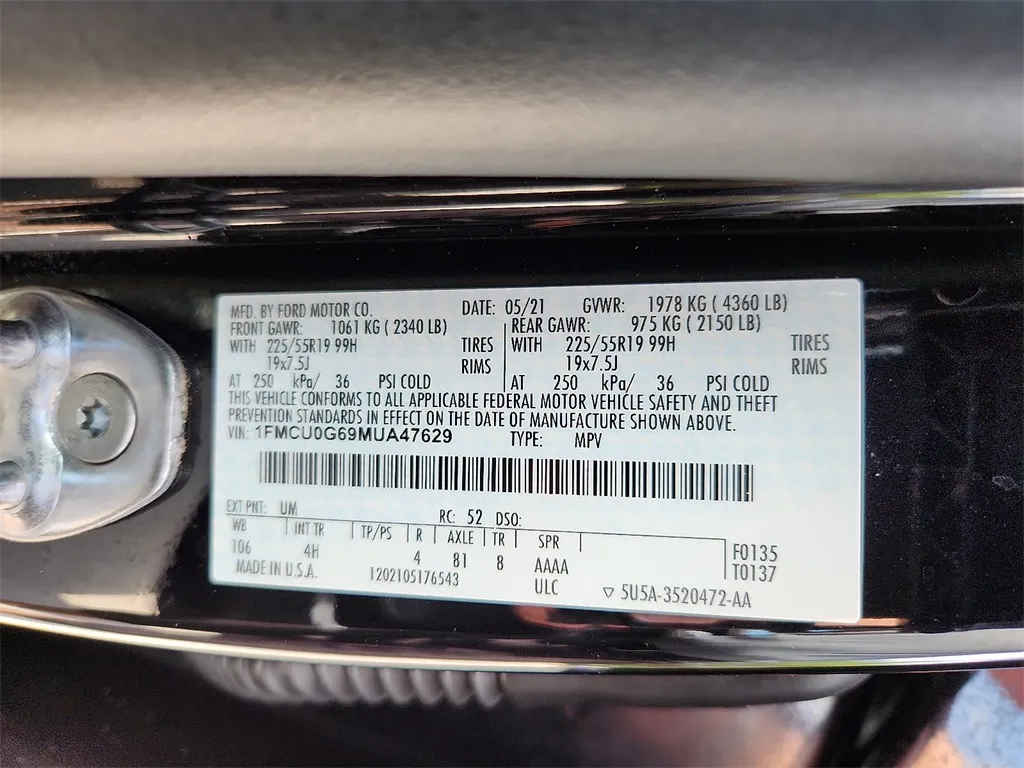 MFD. BY FORD MOTOR CO. DATE: 05/21 GVWR: 1978 KG ( 4360 LB)
FRONT GAWR: 1061 KG ( 2340 LB) REAR GAWR: 975 KG ( 2150 LB)
WITH 225/55R19 99H TIRES WITH 225/55R19 99H TIRES
19x7.5J RIMS 19x7.5J RIMS
AT 250 kPa/ 36 PSI COLD AT 250 kPa/ 36 PSI COLD
THIS VEHICLE CONFORMS TO ALL APPLICABLE FEDERAL MOTOR VEHICLE SAFETY AND THEFT
PREVENTION STANDARDS IN EFFECT ON THE DATE OF MANUFACTURE SHOWN ABOVE.
VIN: 1FMCU0G69MUA47629 TYPE: MPV
EXT PNT: UM RC: 52 DSO:
WB INT TR TP/PS R AXLE TR SPR
106 4H 4 81 8 AAAA F0135
ULC T0137
MADE IN U.S.A. 1202105176543 ▽ 5U5A-3520472-AA